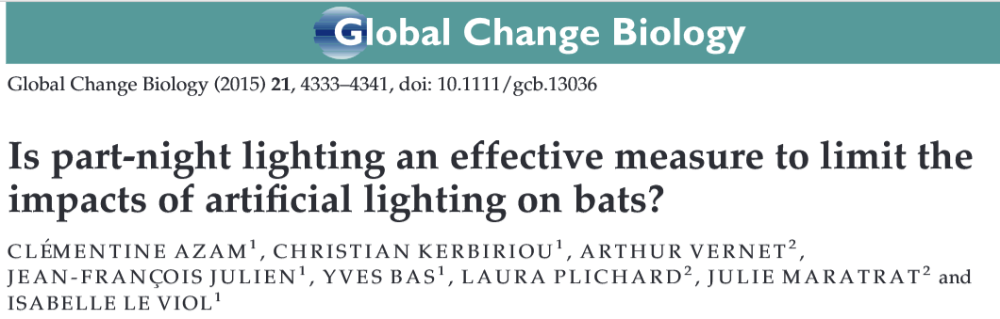 Global Change Biology
Global Change Biology (2015) 21, 4333–4341, doi: 10.1111/gcb.13036
Is part-night lighting an effective measure to limit the
impacts of artificial lighting on bats?
CLÉMENTINE AZAM¹, CHRISTIAN KERBIRIOU¹, ARTHUR VERNET²,
JEAN-FRANÇOIS JULIEN¹, YVES BAS¹, LAURA PLICHARD², JULIE MARATRAT² and
ISABELLE LE VIOL¹